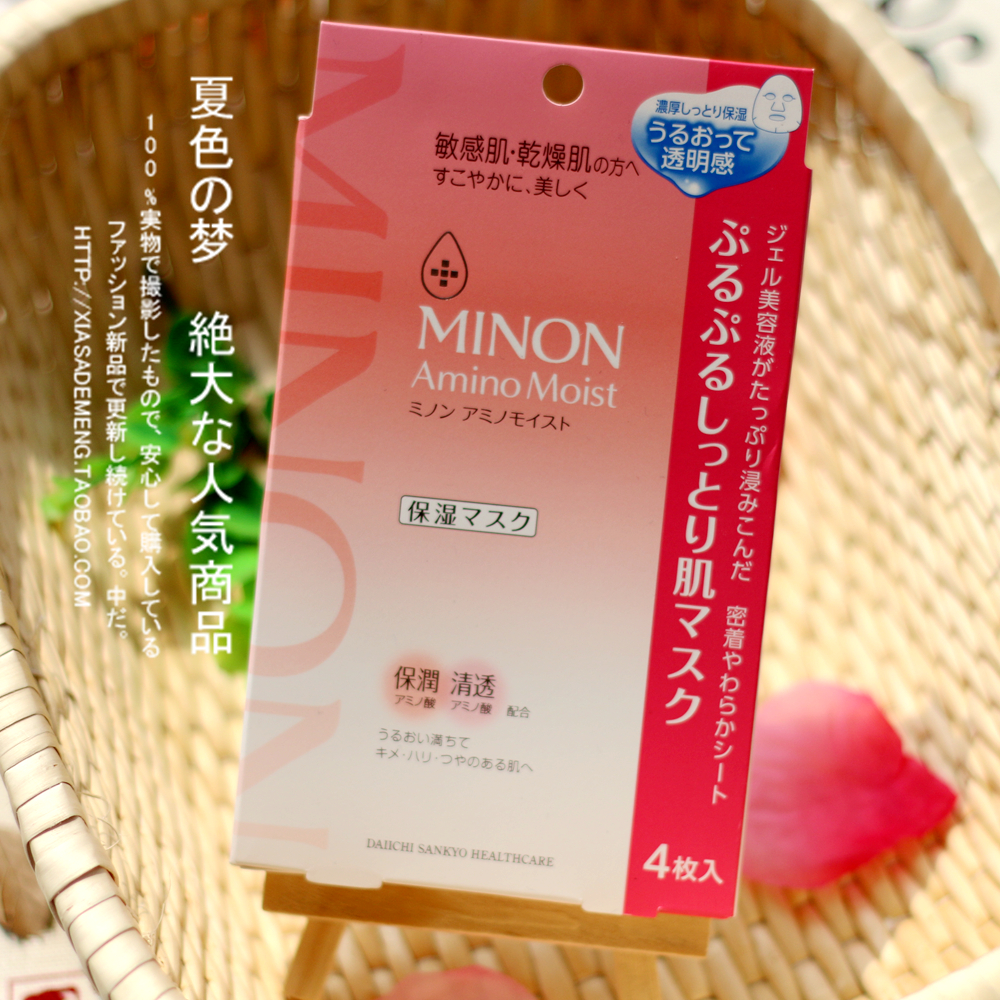 夏色の梦 絶大な人気商品
100%実物で撮影したもので、安心して購入している
ファッション新品で更新し続けている。中だ。
HTTP://XIASADEMENG.TAOBAO.COM
MINON
濃厚しっとり保湿
うるおって
透明感
敏感肌・乾燥肌の方へ
すこやかに、美しく
MINON
Amino Moist
ミノン アミノモイスト
保湿マスク
保潤 清透
アミノ酸 アミノ酸 配合
うるおい満ちて
キメ・ハリ・つやのある肌へ
DAIICHI SANKYO HEALTHCARE
ジェル美容液がたっぷり浸みこんだ 密着やわらかシート
ぷるぷるしっとり肌マスク
4枚入